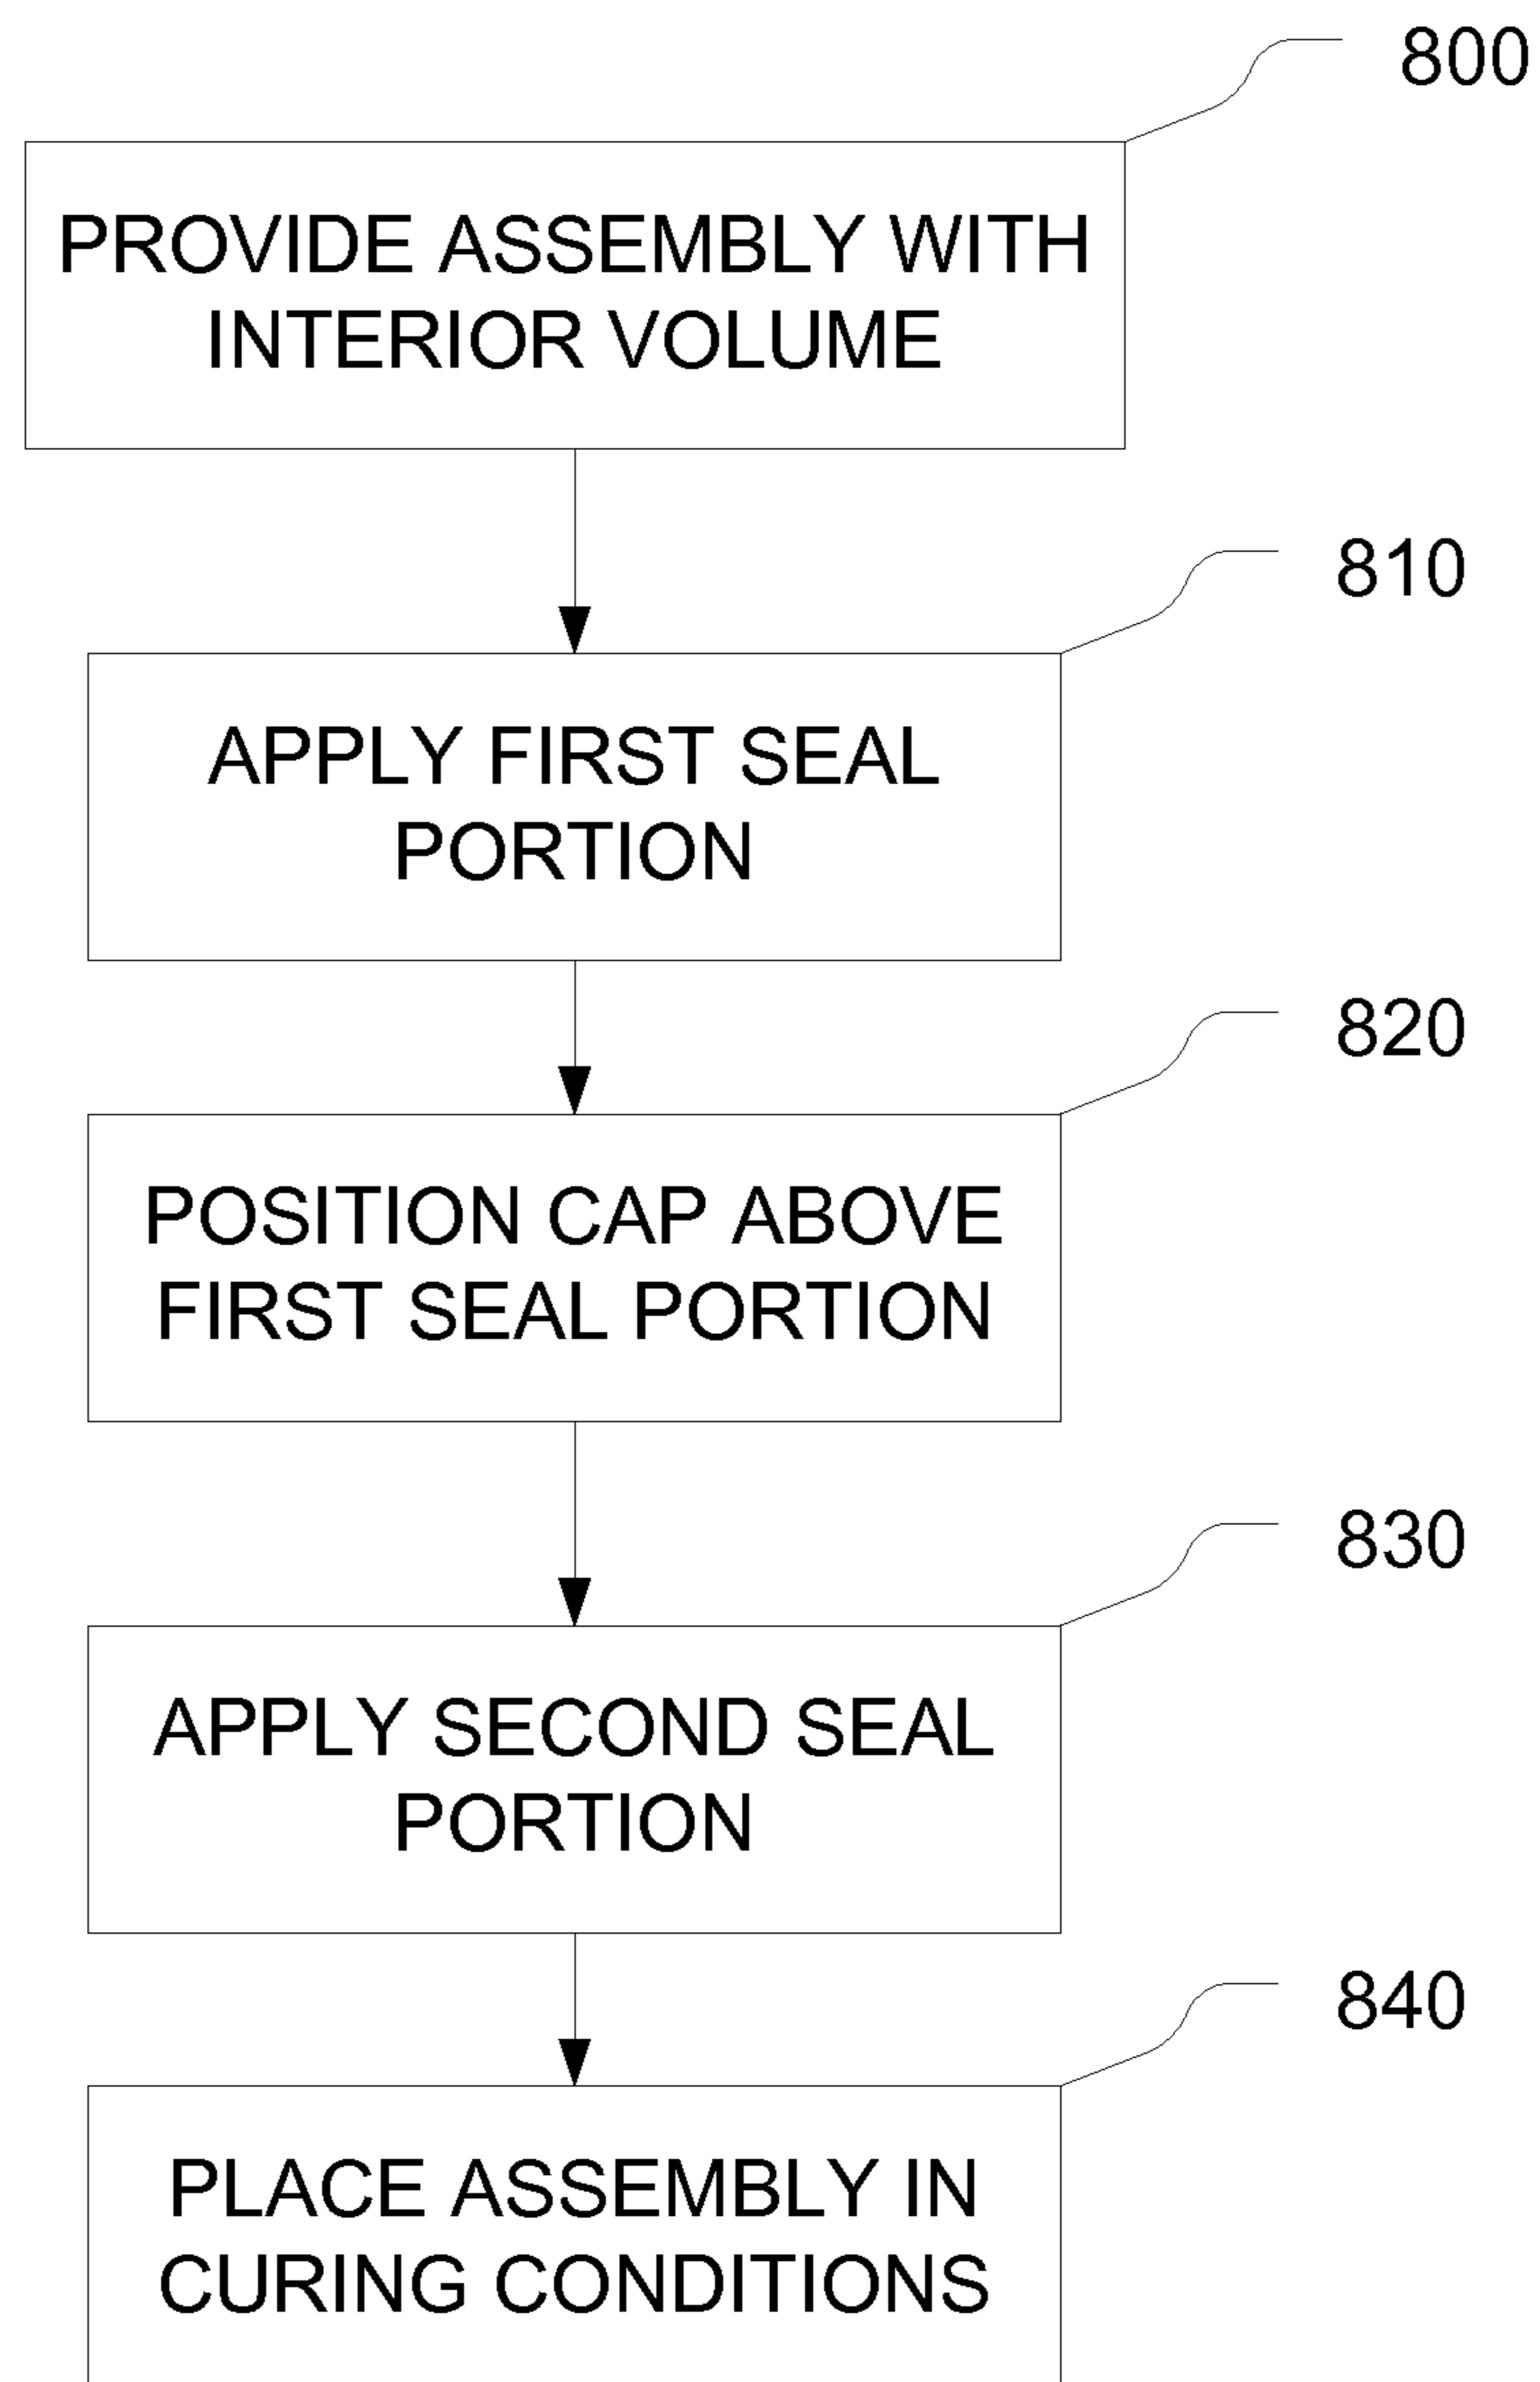 800
PROVIDE ASSEMBLY WITH
INTERIOR VOLUME
810
APPLY FIRST SEAL
PORTION
820
POSITION CAP ABOVE
FIRST SEAL PORTION
830
APPLY SECOND SEAL
PORTION
840
PLACE ASSEMBLY IN
CURING CONDITIONS